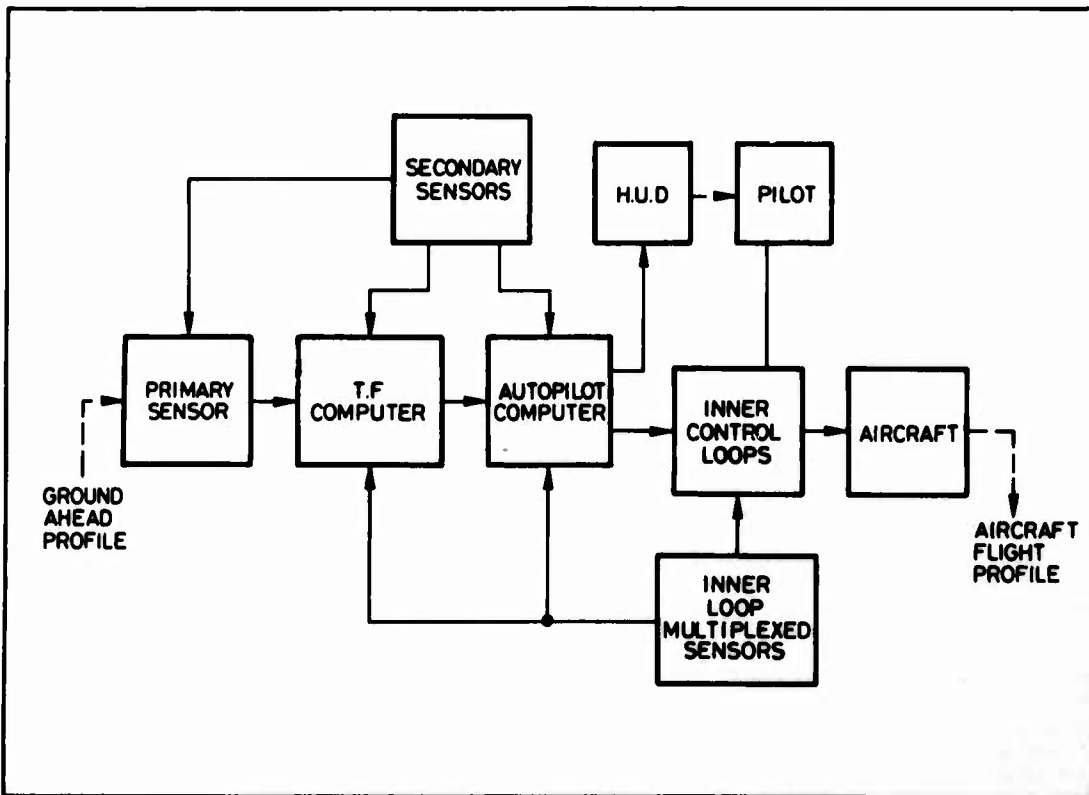 SECONDARY
SENSORS
H.U.D
PILOT
PRIMARY
SENSOR
T.F
COMPUTER
AUTOPILOT
COMPUTER
INNER
CONTROL
LOOPS
AIRCRAFT
GROUND
AHEAD
PROFILE
AIRCRAFT
FLIGHT
PROFILE
INNER
LOOP
MULTIPLEXED
SENSORS